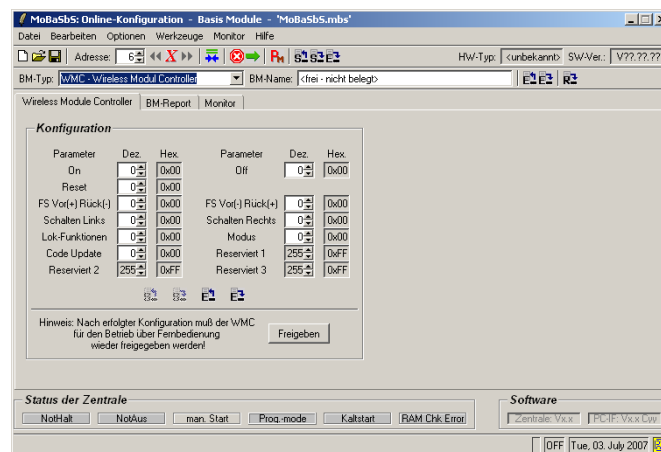 MoBaSbS: Online-Konfiguration - Basis Module - 'MoBaSbS.mbs'
Datei Bearbeiten Optionen Werkzeuge Monitor Hilfe
Adresse: 6 HW-Typ: <unbekannt> SW-Ver.: V??.??.??
BM-Typ: WMC - Wireless Modul Controller BM-Name: <frei - nicht belegt>
Wireless Module Controller BM-Report Monitor
Konfiguration
Parameter Dez. Hex. Parameter Dez. Hex.
On 0 0x00 Off 0 0x00
Reset 0 0x00
FS Vor(+) Rück(-) 0 0x00 FS Vor(-) Rück(+) 0 0x00
Schalten Links 0 0x00 Schalten Rechts 0 0x00
Lok-Funktionen 0 0x00 Modus 0 0x00
Code Update 0 0x00 Reserviert 1 255 0xFF
Reserviert 2 255 0xFF Reserviert 3 255 0xFF
Hinweis: Nach erfolgter Konfiguration muß der WMC
für den Betrieb über Fernbedienung
wieder freigegeben werden!
Freigeben
Status der Zentrale Software
NotHalt NotAus man. Start Prog.-mode Kaltstart RAM Chk Error Zentrale: Vx.x PC-IF: Vx.x Cyy
OFF Tue, 03. July 2007